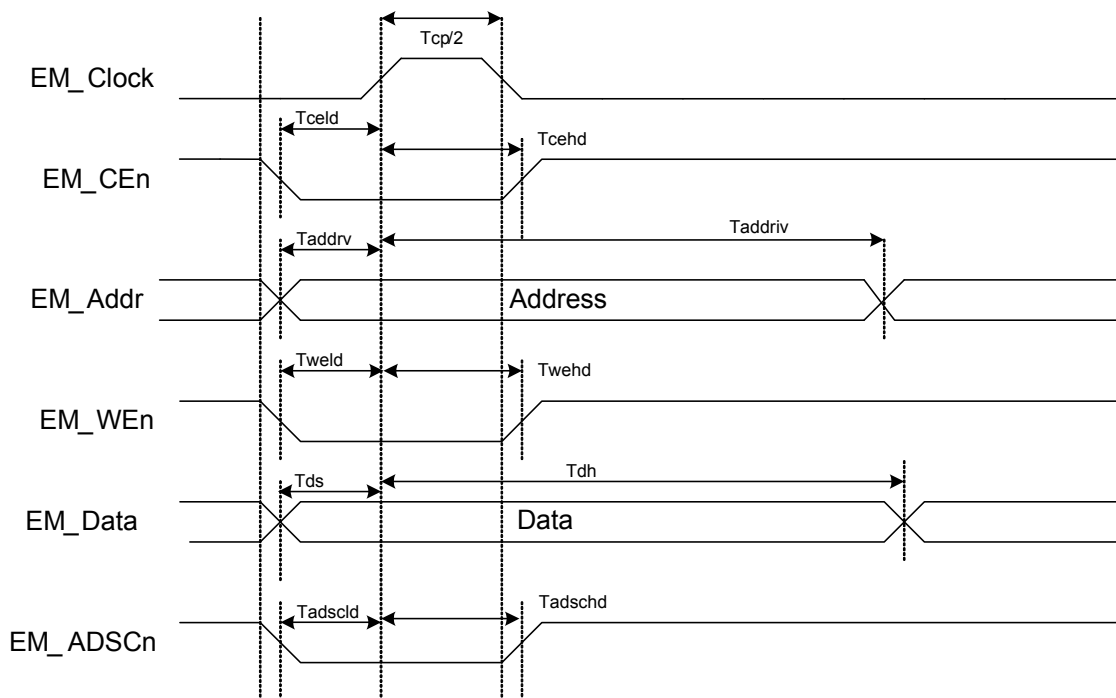 Tcp/2
EM_Clock
Tceld
Tcehd
EM_CEn
Taddrv
Taddriv
EM_Addr
Address
Tweld
Twehd
EM_WEn
Tds
Tdh
EM_Data
Data
Tadscld
Tadschd
EM_ADSCn